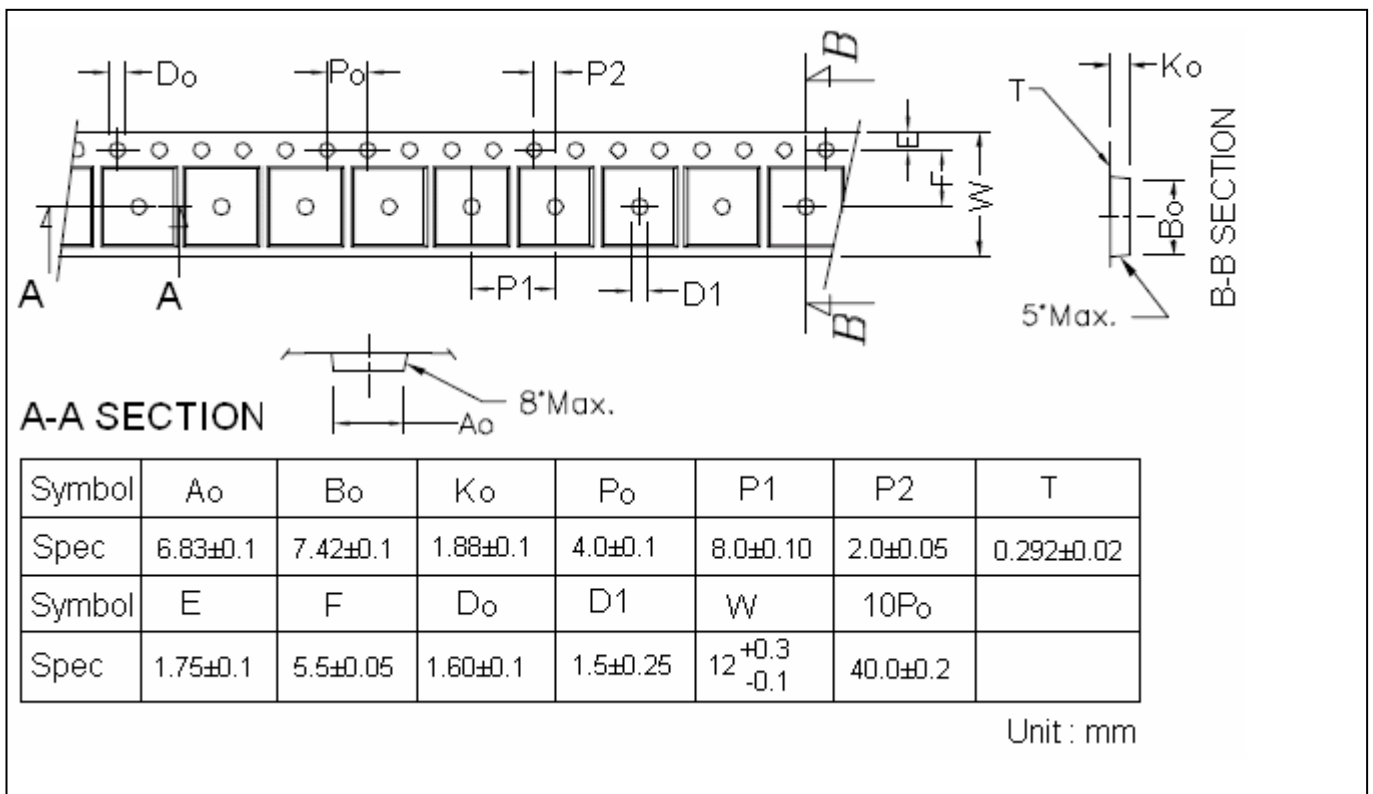 Do
Po
P2
B
Ko
T
E
F
W
Bo
B-B SECTION
A
A
P1
D1
B
5°Max.
8°Max.
A-A SECTION
Ao
Symbol Ao Bo Ko Po P1 P2 T
Spec 6.83±0.1 7.42±0.1 1.88±0.1 4.0±0.1 8.0±0.10 2.0±0.05 0.292±0.02
Symbol E F Do D1 W 10Po
Spec 1.75±0.1 5.5±0.05 1.60±0.1 1.5±0.25 12 +0.3 -0.1 40.0±0.2
Unit : mm